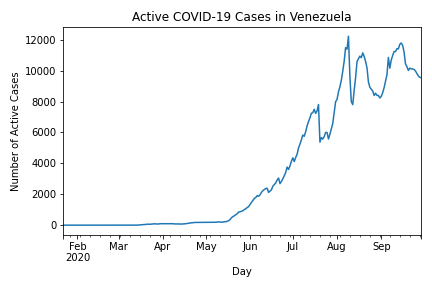 Active COVID-19 Cases in Venezuela
Number of Active Cases
12000
10000
8000
6000
4000
2000
0
Feb Mar Apr May Jun Jul Aug Sep
2020
Day